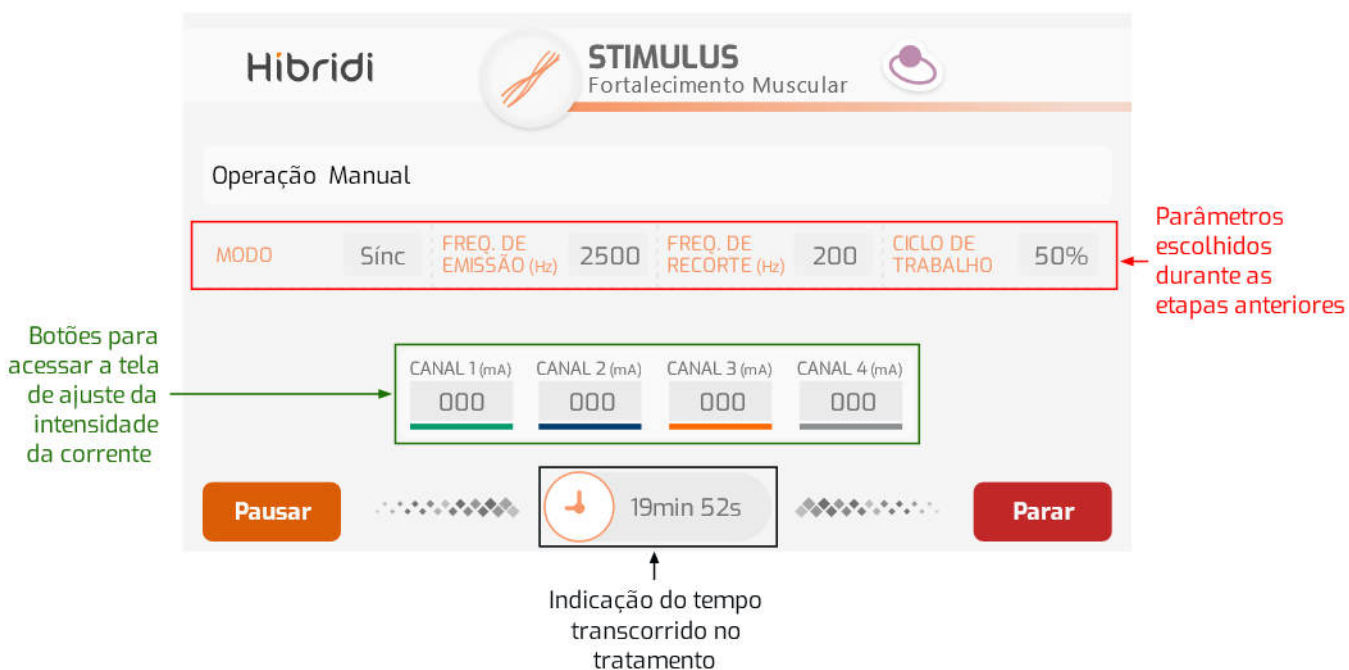 Hibridi
STIMULUS
Fortalecimento Muscular
Operação Manual
MODO
Sínc
FREQ. DE
EMISSÃO (Hz)
2500
FREQ. DE
RECORTE (Hz)
200
CICLO DE
TRABALHO
50%
Parâmetros
escolhidos
durante as
etapas anteriores
Botões para
acessar a tela
de ajuste da
intensidade
da corrente
CANAL 1 (mA)
CANAL 2 (mA)
CANAL 3 (mA)
CANAL 4 (mA)
000
000
000
000
Pausar
19min 52s
Parar
Indicação do tempo
transcorrido no
tratamento